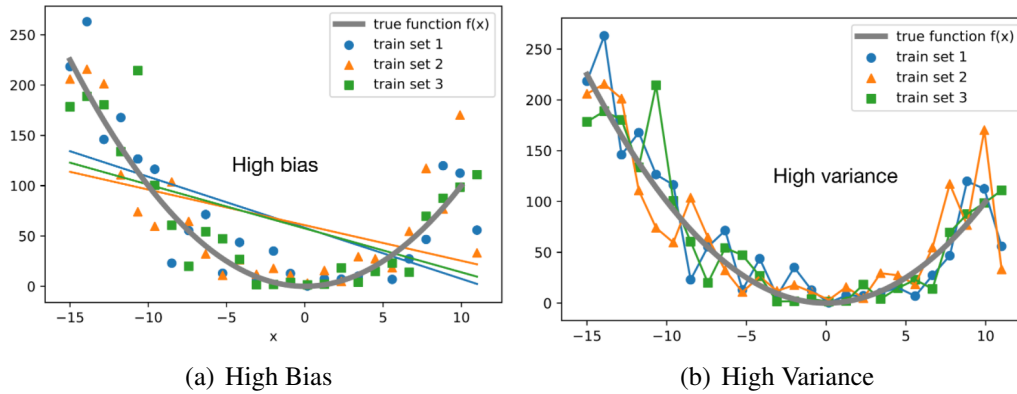 true function f(x)
train set 1
train set 2
train set 3
High bias
250
200
150
100
50
0
−15
−10
−5
0
5
10
x
(a) High Bias
true function f(x)
train set 1
train set 2
train set 3
High variance
250
200
150
100
50
0
−15
−10
−5
0
5
10
(b) High Variance